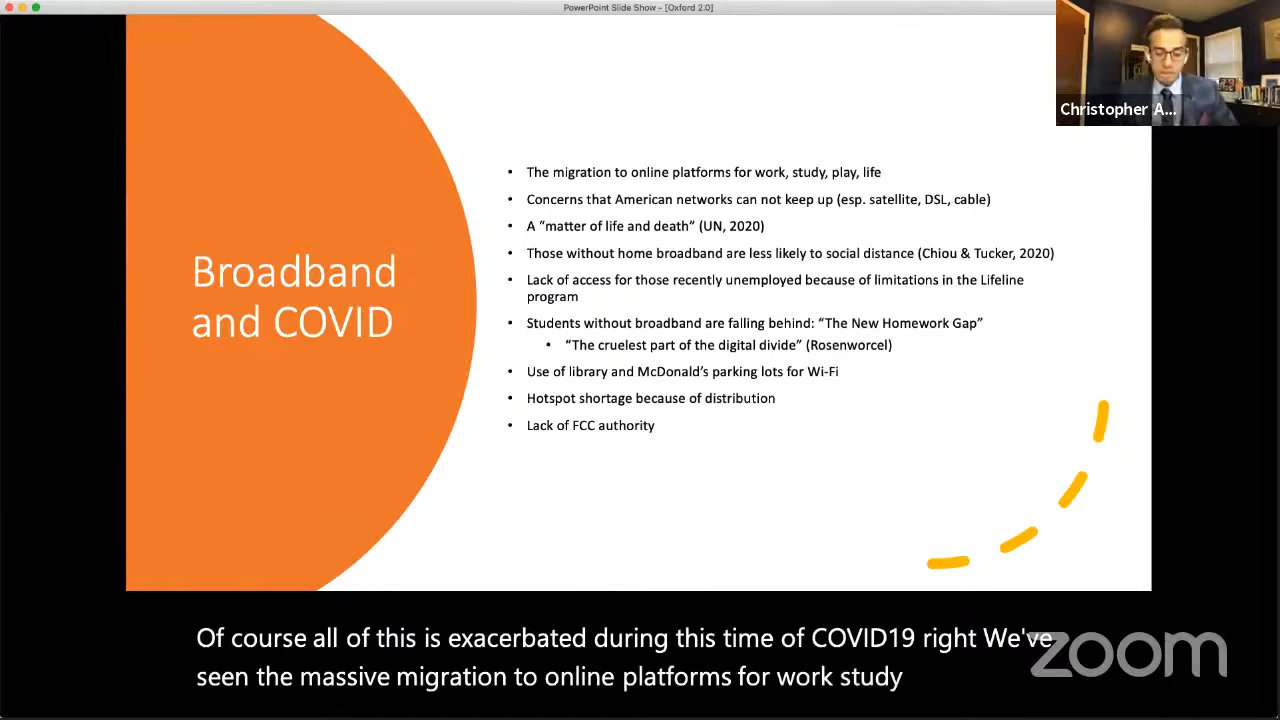 PowerPoint Slide Show - [Oxford 2.0]
Christopher A...
Broadband
and COVID
• The migration to online platforms for work, study, play, life
• Concerns that American networks can not keep up (esp. satellite, DSL, cable)
• A “matter of life and death” (UN, 2020)
• Those without home broadband are less likely to social distance (Chiou & Tucker, 2020)
• Lack of access for those recently unemployed because of limitations in the Lifeline
program
• Students without broadband are falling behind: “The New Homework Gap”
• “The cruelest part of the digital divide” (Rosenworcel)
• Use of library and McDonald’s parking lots for Wi-Fi
• Hotspot shortage because of distribution
• Lack of FCC authority
Of course all of this is exacerbated during this time of COVID19 right We've
seen the massive migration to online platforms for work study
zoom